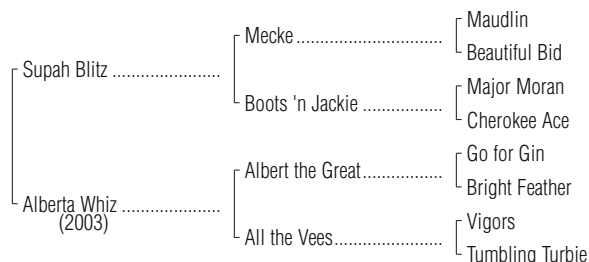 Maudlin
Mecke
Beautiful Bid
Supah Blitz
Major Moran
Boots 'n Jackie
Cherokee Ace
Go for Gin
Albert the Great
Bright Feather
Alberta Whiz
(2003)
Vigors
All the Vees
Tumbling Turbie